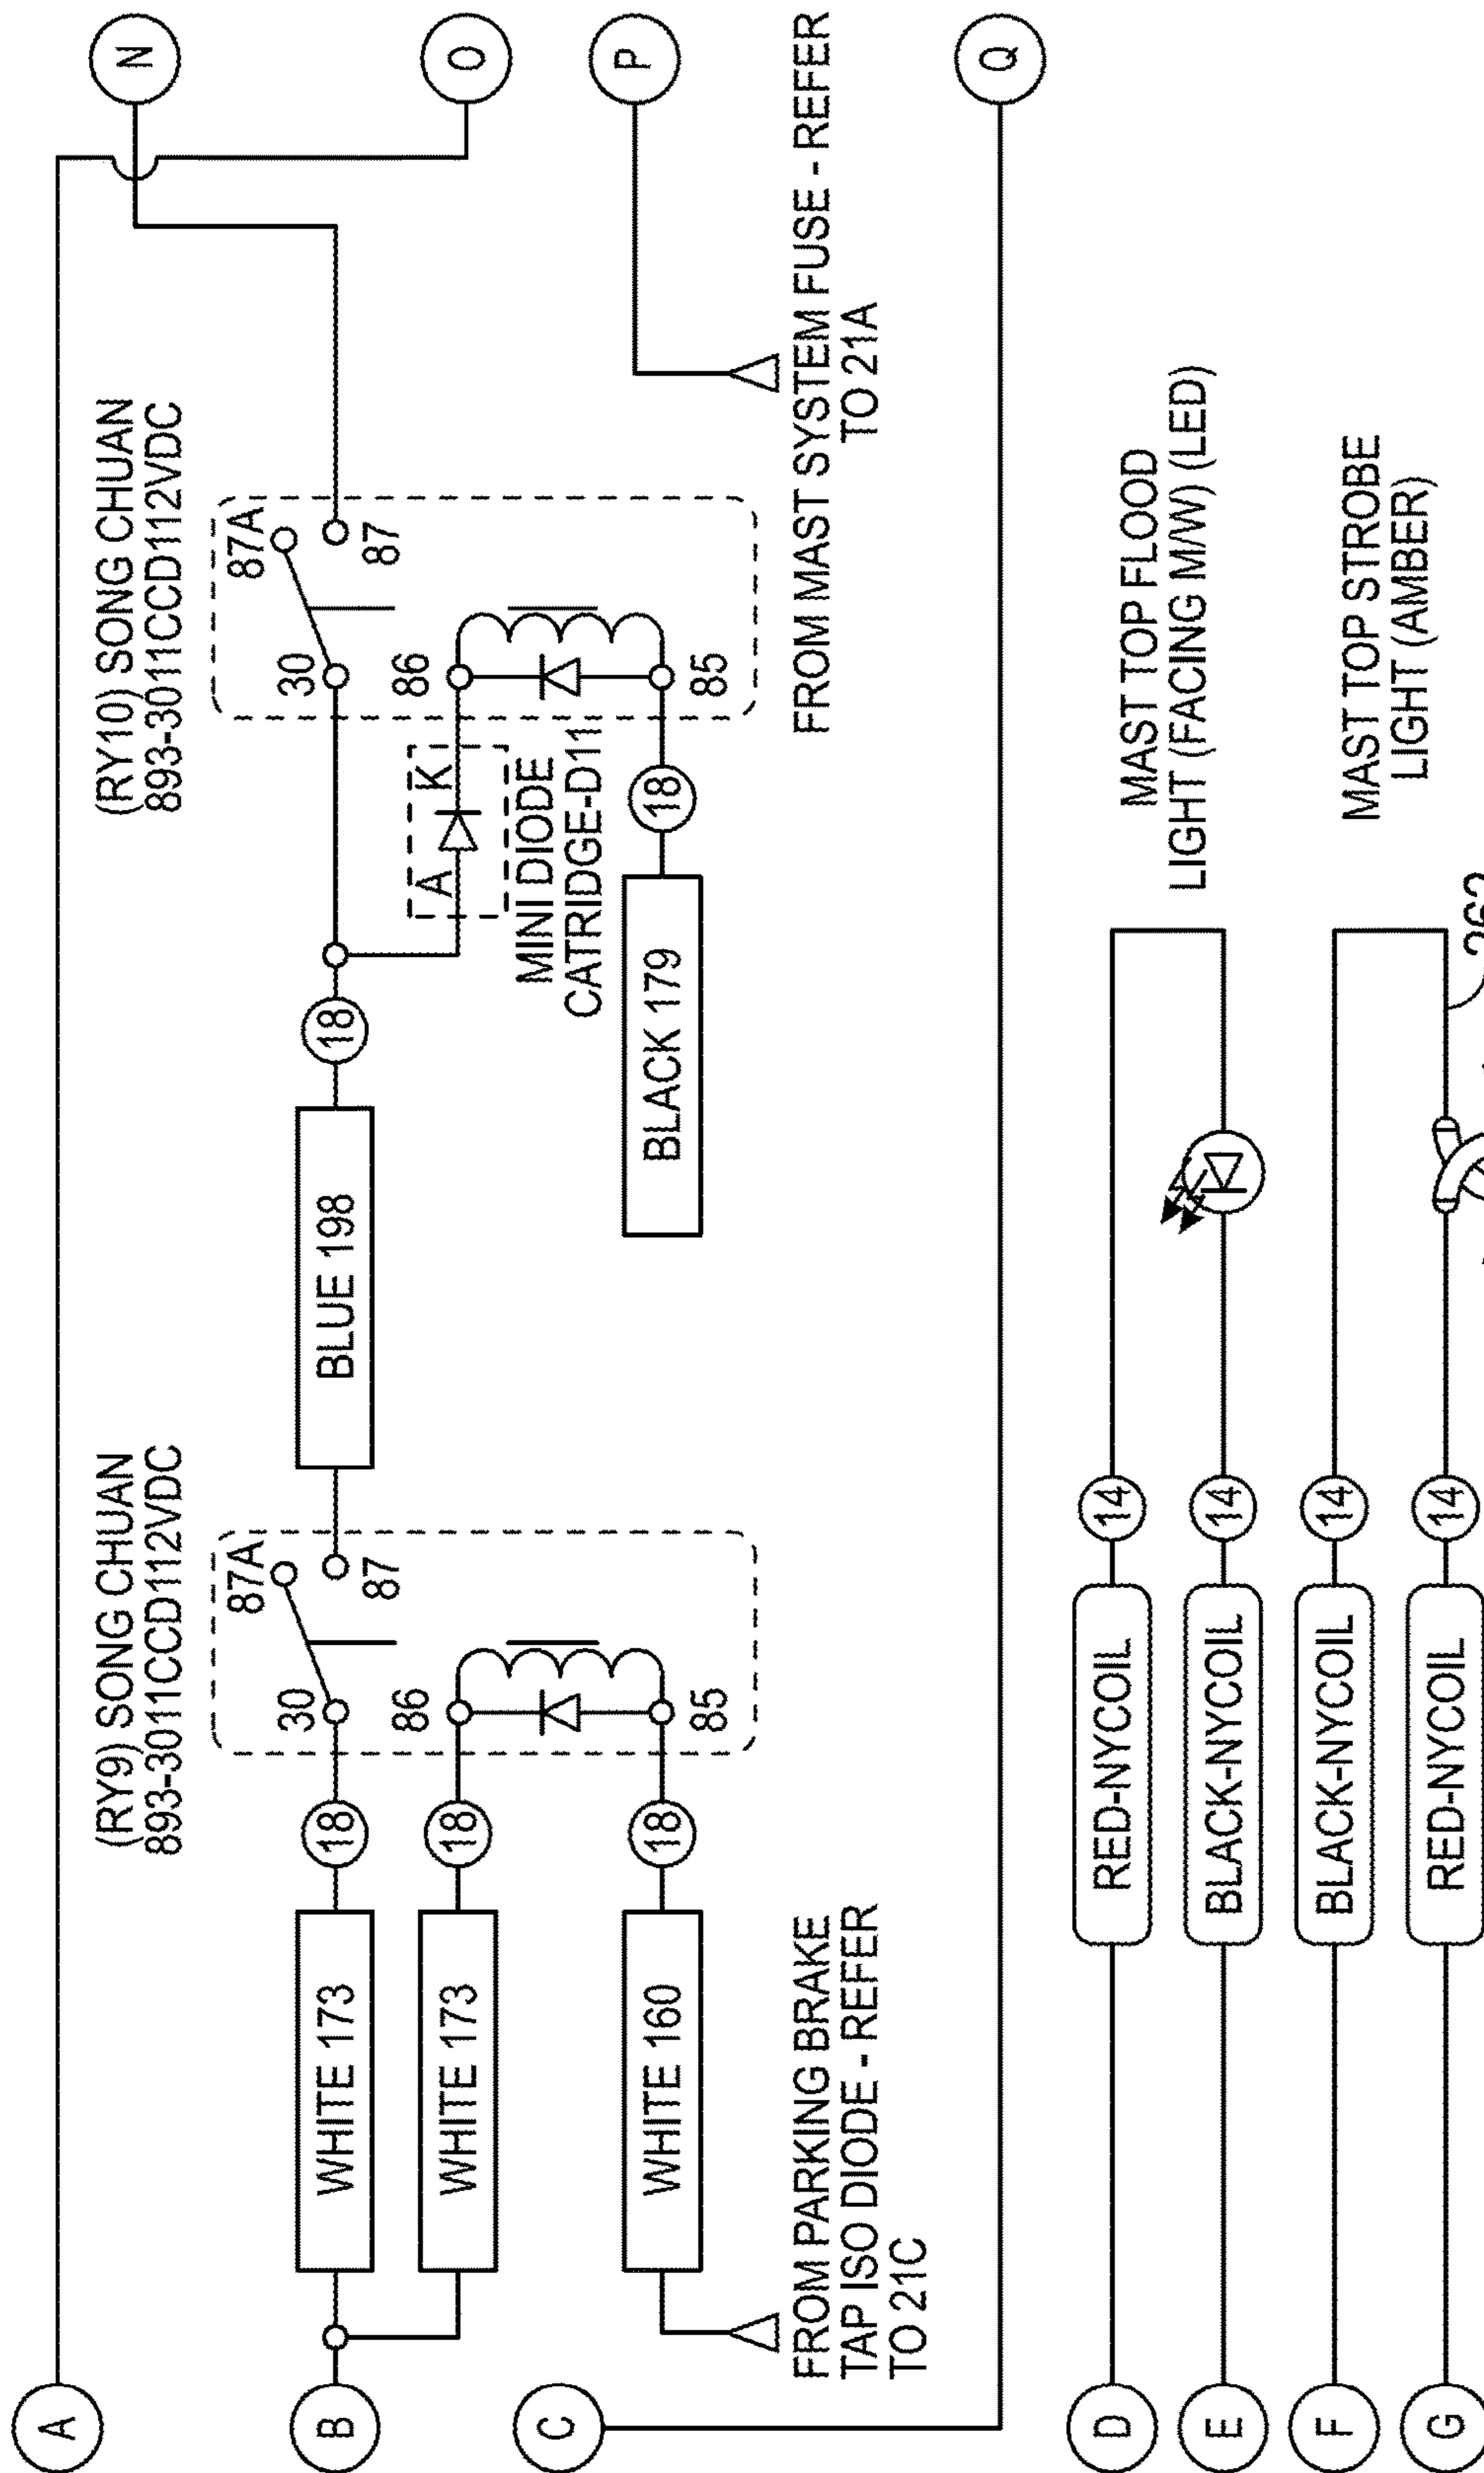 A
N
(RY9) SONG CHUAN
893-3011CCD112VDC
(RY10) SONG CHUAN
893-3011CCD112VDC
87A
87A
B
WHITE 173
18
30
87
BLUE 198
18
30
87
O
WHITE 173
18
86
A
K
86
MINI DIODE
CATRIDGE-D11
C
WHITE 160
18
85
BLACK 179
18
85
P
FROM PARKING BRAKE
TAP ISO DIODE - REFER
TO 21C
FROM MAST SYSTEM FUSE - REFER
TO 21A
Q
D
RED-NYCOIL
14
MAST TOP FLOOD
LIGHT (FACING M/W) (LED)
E
BLACK-NYCOIL
14
F
BLACK-NYCOIL
14
MAST TOP STROBE
LIGHT (AMBER)
G
RED-NYCOIL
14